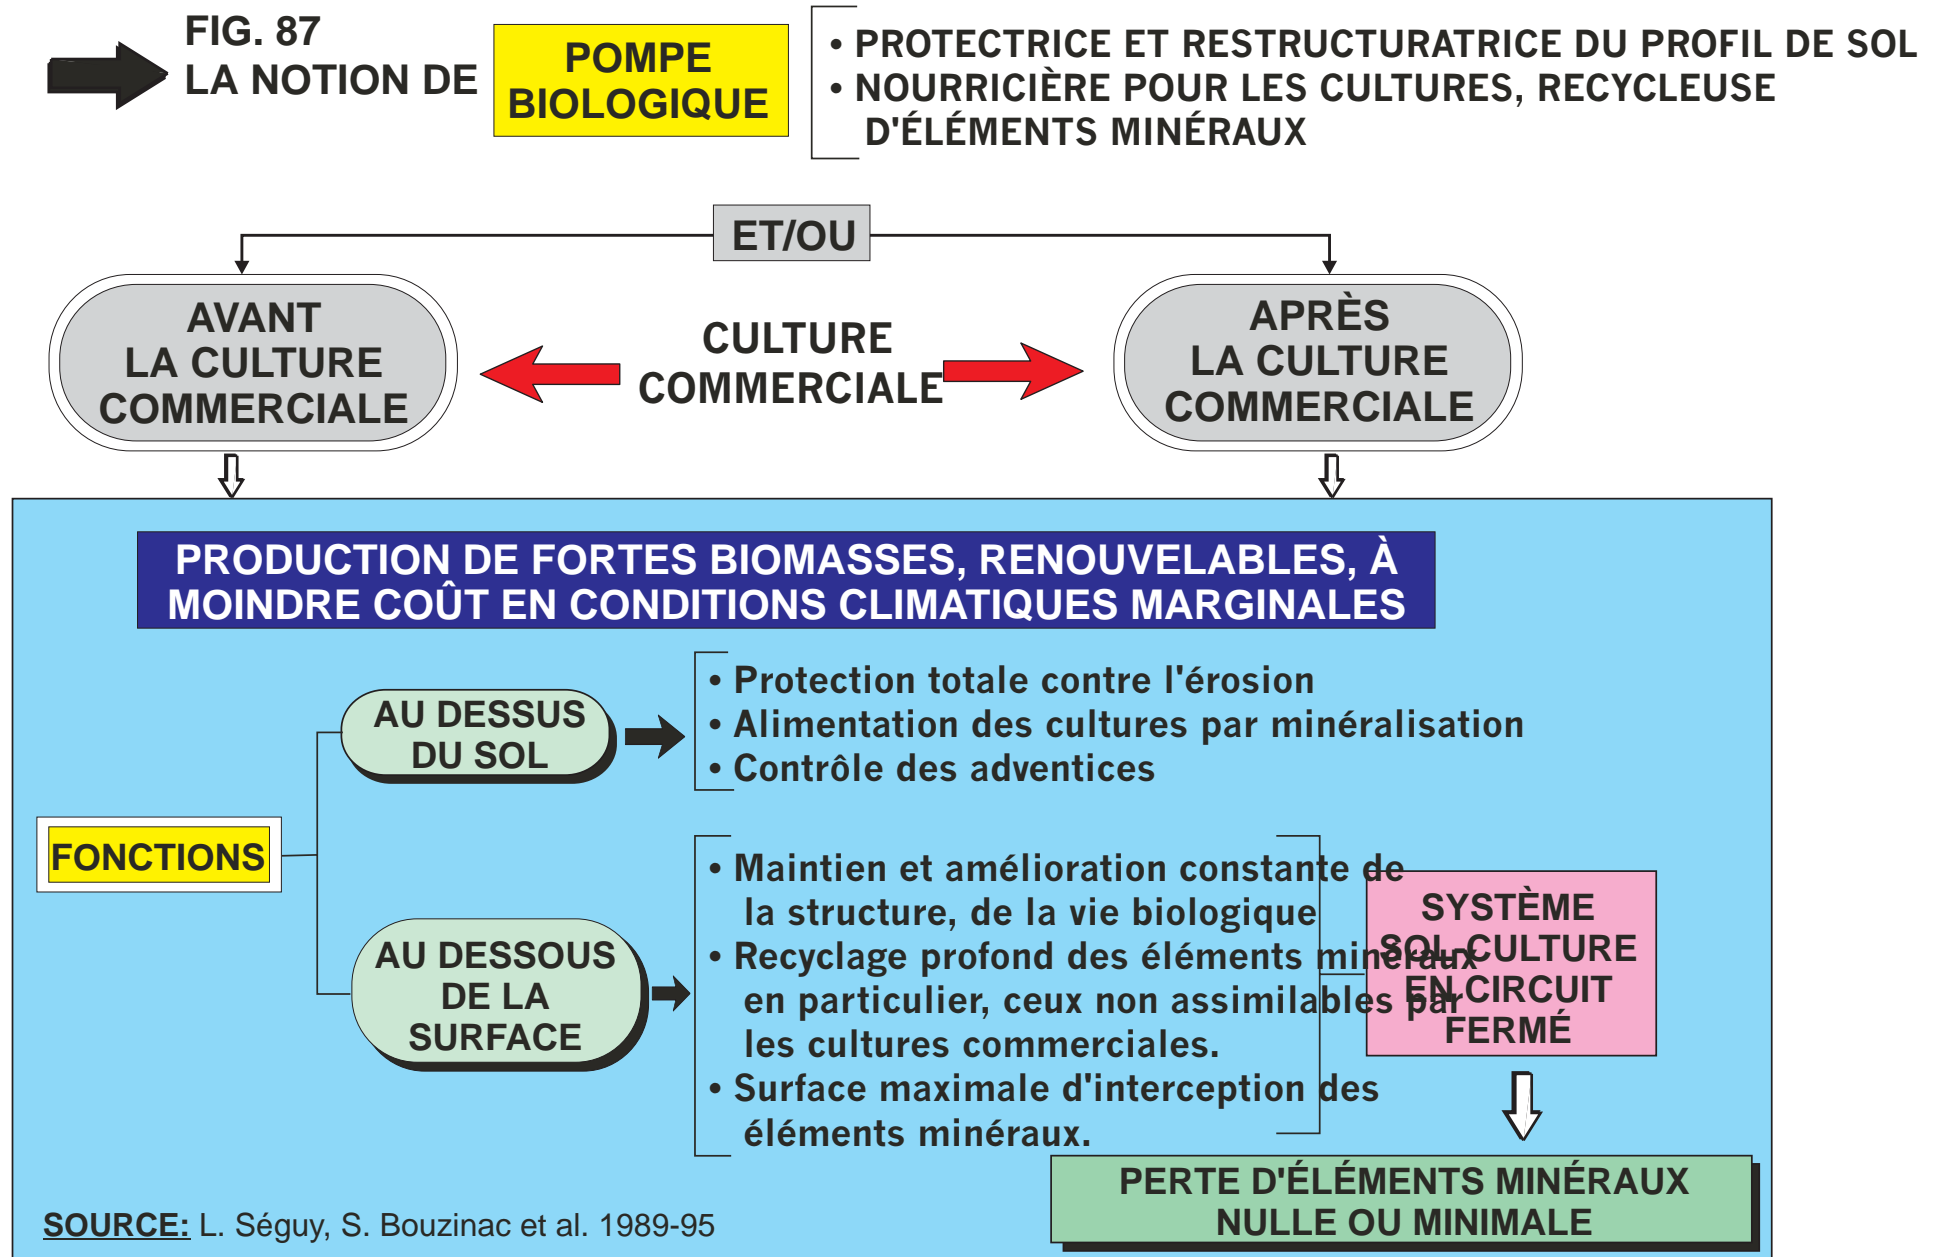 FIG. 87
LA NOTION DE
POMPE
BIOLOGIQUE
• PROTECTRICE ET RESTRUCTURATRICE DU PROFIL DE SOL
• NOURRICIÈRE POUR LES CULTURES, RECYCLEUSE
D'ÉLÉMENTS MINÉRAUX
ET/OU
AVANT
LA CULTURE
COMMERCIALE
CULTURE
COMMERCIALE
APRÈS
LA CULTURE
COMMERCIALE
PRODUCTION DE FORTES BIOMASSES, RENOUVELABLES, À
MOINDRE COÛT EN CONDITIONS CLIMATIQUES MARGINALES
FONCTIONS
AU DESSUS
DU SOL
• Protection totale contre l'érosion
• Alimentation des cultures par minéralisation
• Contrôle des adventices
AU DESSOUS
DE LA
SURFACE
• Maintien et amélioration constante de
la structure, de la vie biologique
• Recyclage profond des éléments minéraux
en particulier, ceux non assimilables par
les cultures commerciales.
• Surface maximale d'interception des
éléments minéraux.
SYSTÈME
SOL-CULTURE
EN CIRCUIT
FERMÉ
PERTE D'ÉLÉMENTS MINÉRAUX
NULLE OU MINIMALE
SOURCE: L. Séguy, S. Bouzinac et al. 1989-95